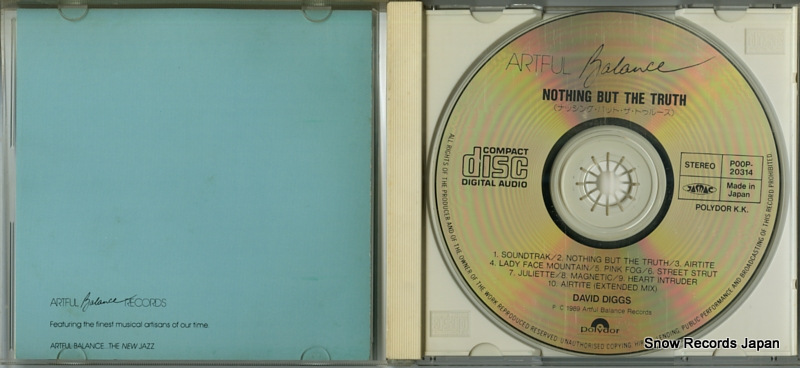 ARTFUL Balance RECORDS
Featuring the finest musical artisans of our time.
ARTFUL BALANCE...THE NEW JAZZ
ARTFUL Balance
NOTHING BUT THE TRUTH
《ナッシング・バット・ザ・トゥルース》
COMPACT
disc
DIGITAL AUDIO
STEREO
P00P-
20314
JASRAC
Made in
Japan
POLYDOR K.K.
1. SOUNDTRAK/2. NOTHING BUT THE TRUTH/3. AIRTITE
4. LADY FACE MOUNTAIN/5. PINK FOG/6. STREET STRUT
7. JULIETTE/8. MAGNETIC/9. HEART INTRUDER
10. AIRTITE (EXTENDED MIX)
DAVID DIGGS
℗ © 1989 Artful Balance Records
polydor
ALL RIGHTS OF THE PRODUCER AND OF THE OWNER OF THE WORK REPRODUCED RESERVED. UNAUTHORISED COPYING, HIRING, LENDING, PUBLIC PERFORMANCE AND BROADCASTING OF THIS RECORD PROHIBITED
Snow Records Japan